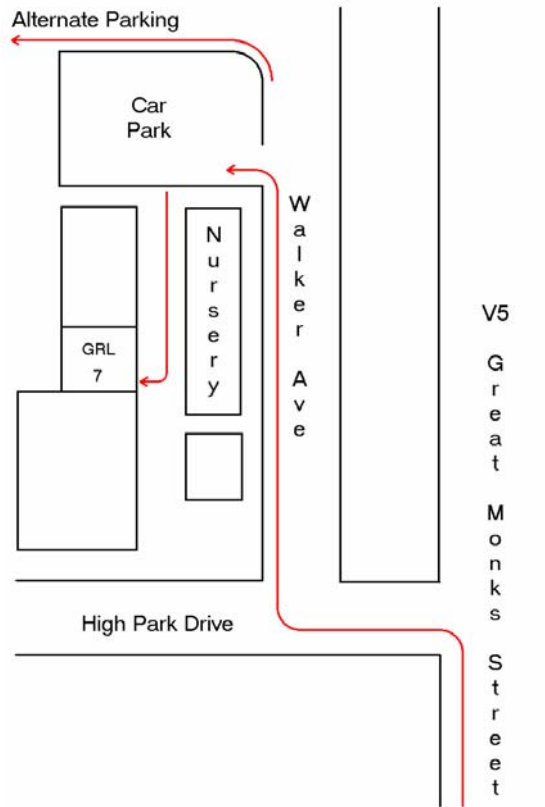 Alternate Parking
Car
Park
Walker Ave
Nursery
V5 Great Monks Street
GRL
7
High Park Drive